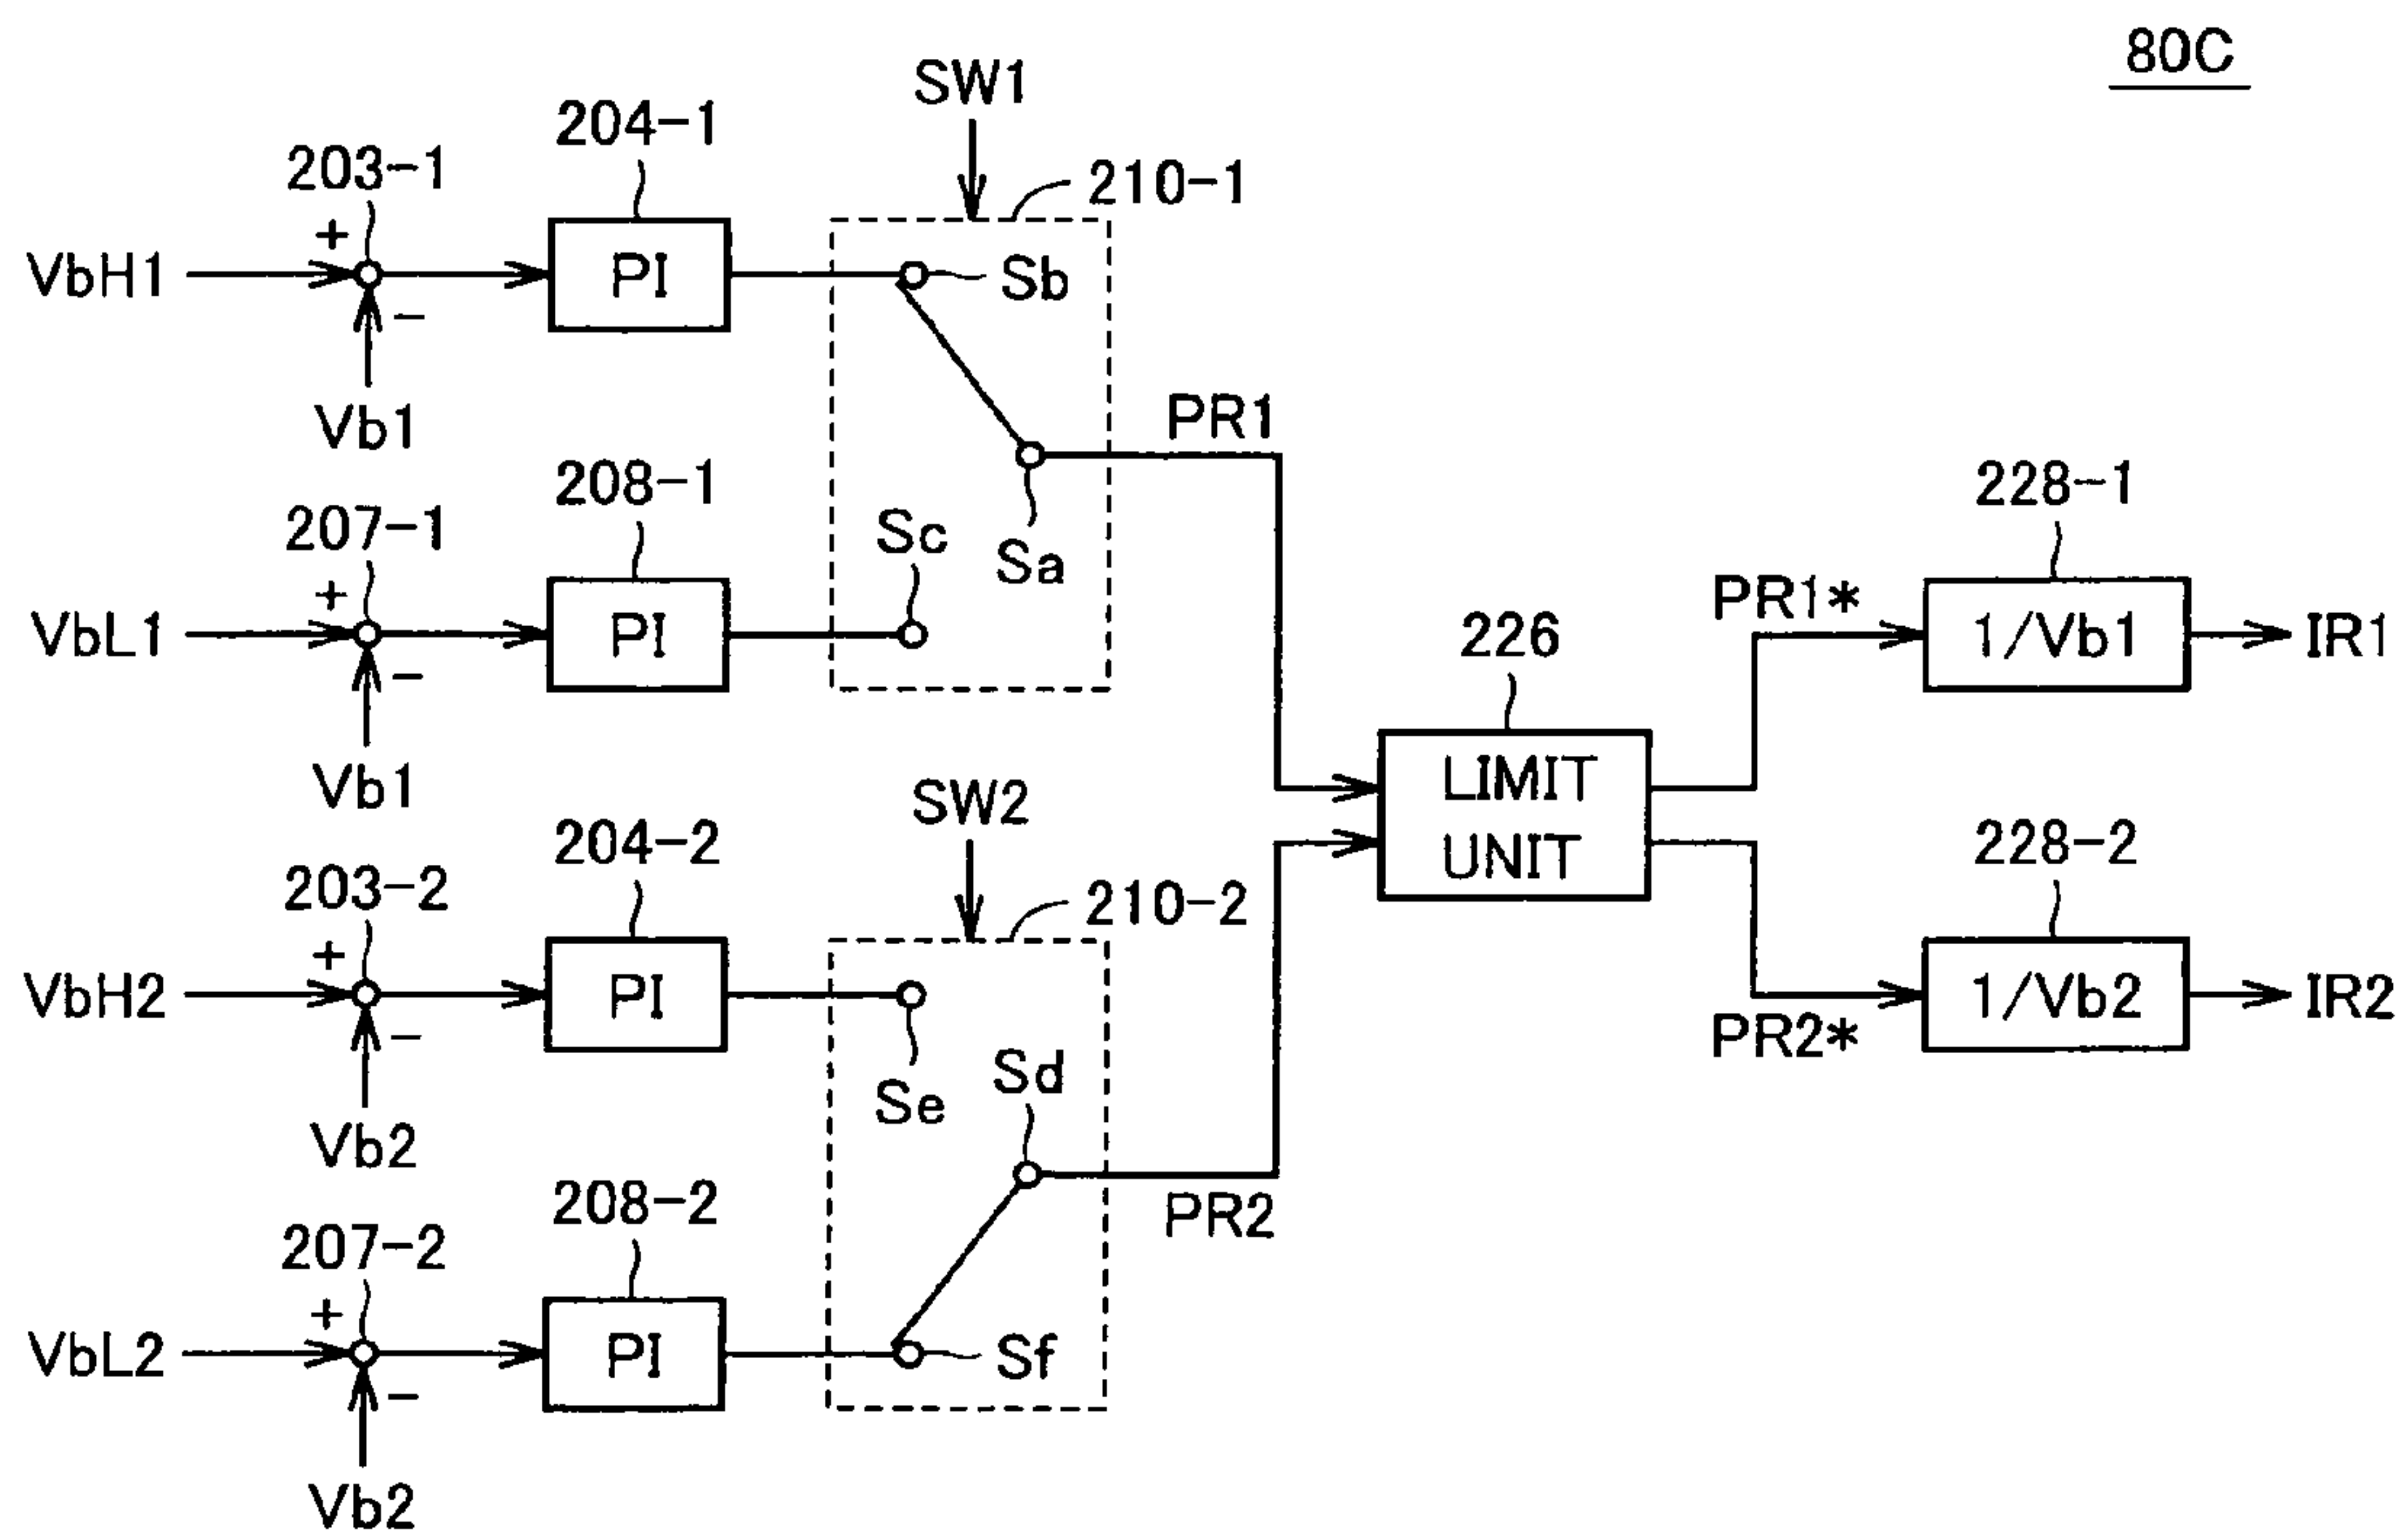 80C
SW1
204-1
203-1
210-1
+
VbH1
PI
Sb
-
Vb1
PR1
208-1
228-1
207-1
Sc
Sa
+
PR1*
VbL1
PI
226
1/Vb1
IR1
-
Vb1
LIMIT
UNIT
SW2
204-2
228-2
203-2
210-2
+
VbH2
PI
1/Vb2
IR2
-
PR2*
Se
Sd
Vb2
208-2
PR2
207-2
+
VbL2
PI
Sf
-
Vb2